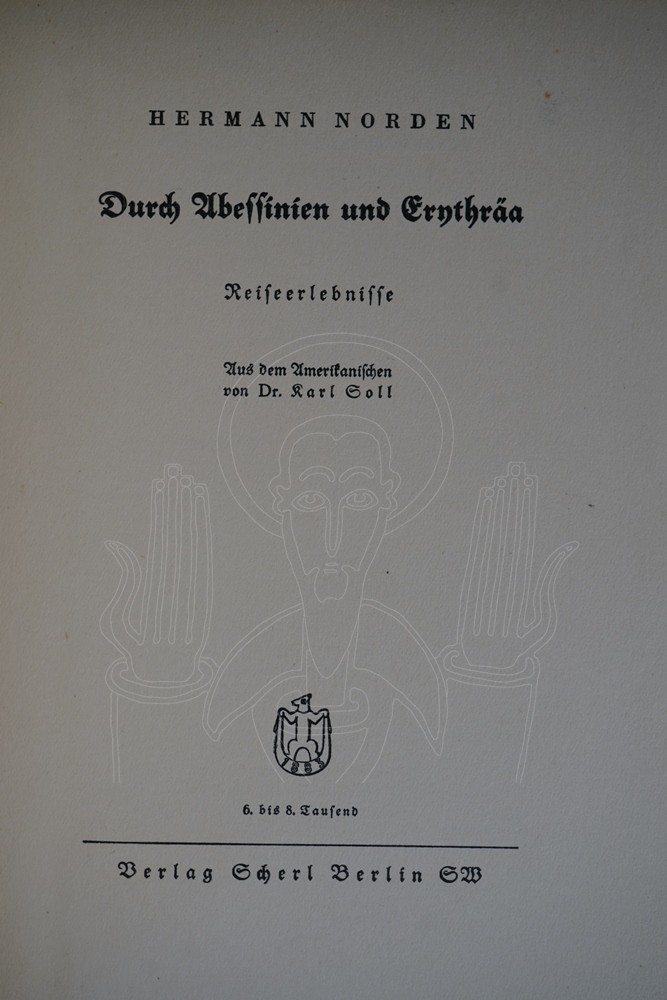 HERMANN NORDEN
Durch Abessinien und Erythräa
Reiseerlebnisse
Aus dem Amerikanischen
von Dr. Karl Soll
1883
6. bis 8. Tausend
Verlag Scherl Berlin SW